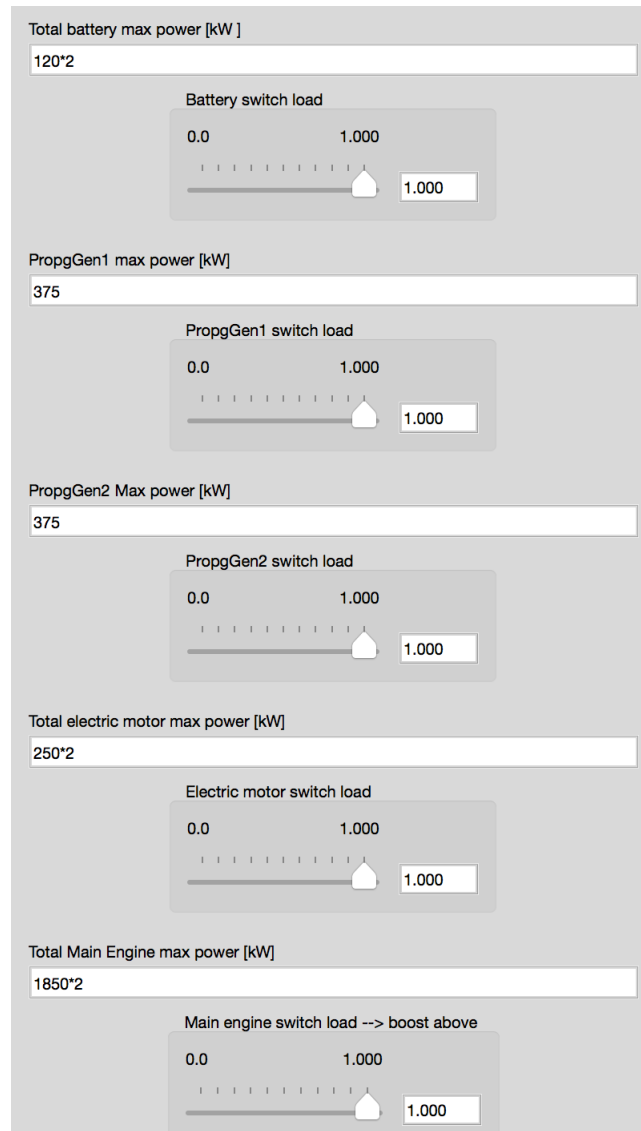 Total battery max power [kW ]
120*2
Battery switch load
0.0 1.000
1.000
PropgGen1 max power [kW]
375
PropgGen1 switch load
0.0 1.000
1.000
PropgGen2 Max power [kW]
375
PropgGen2 switch load
0.0 1.000
1.000
Total electric motor max power [kW]
250*2
Electric motor switch load
0.0 1.000
1.000
Total Main Engine max power [kW]
1850*2
Main engine switch load --> boost above
0.0 1.000
1.000